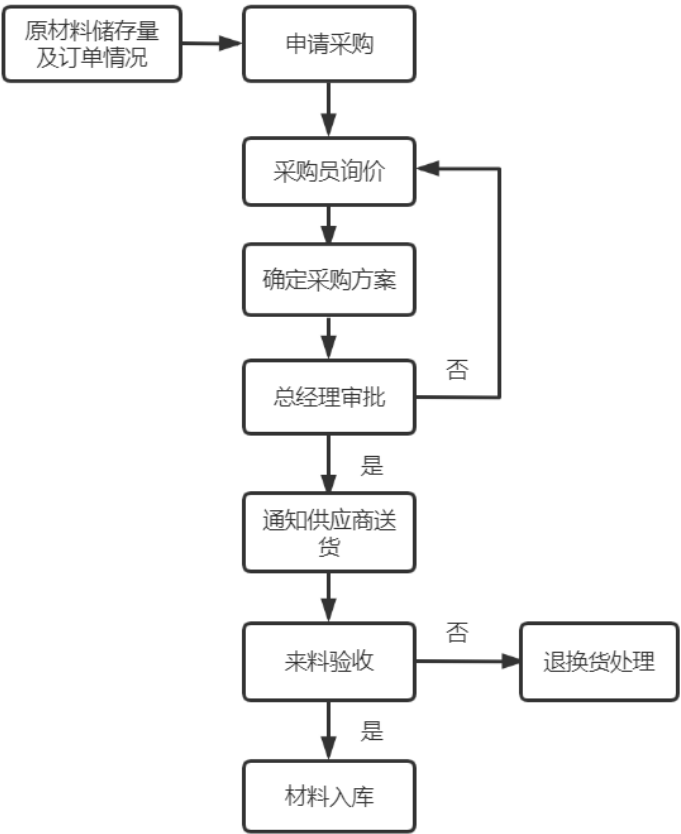 原材料储存量
及订单情况
申请采购
采购员询价
确定采购方案
总经理审批
否
是
通知供应商送
货
来料验收
否
退换货处理
是
材料入库